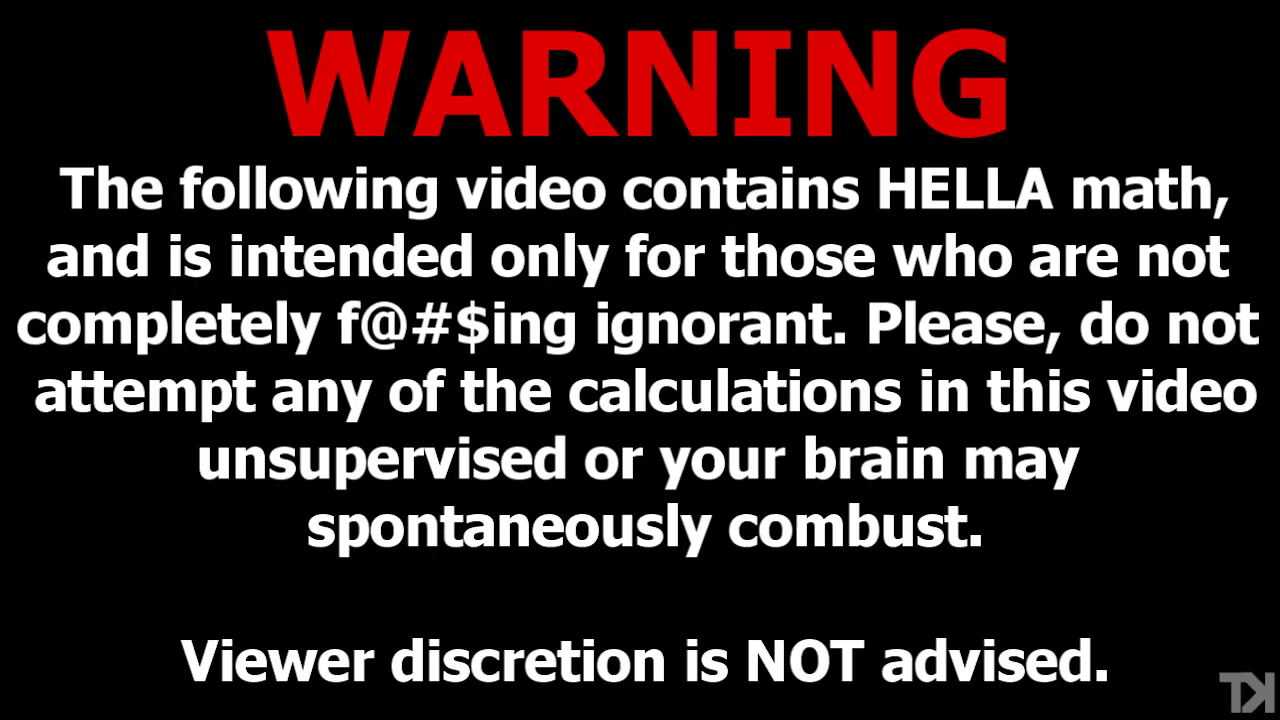 WARNING
The following video contains HELLA math,
and is intended only for those who are not
completely f@#$ing ignorant. Please, do not
attempt any of the calculations in this video
unsupervised or your brain may
spontaneously combust.
Viewer discretion is NOT advised.
TK